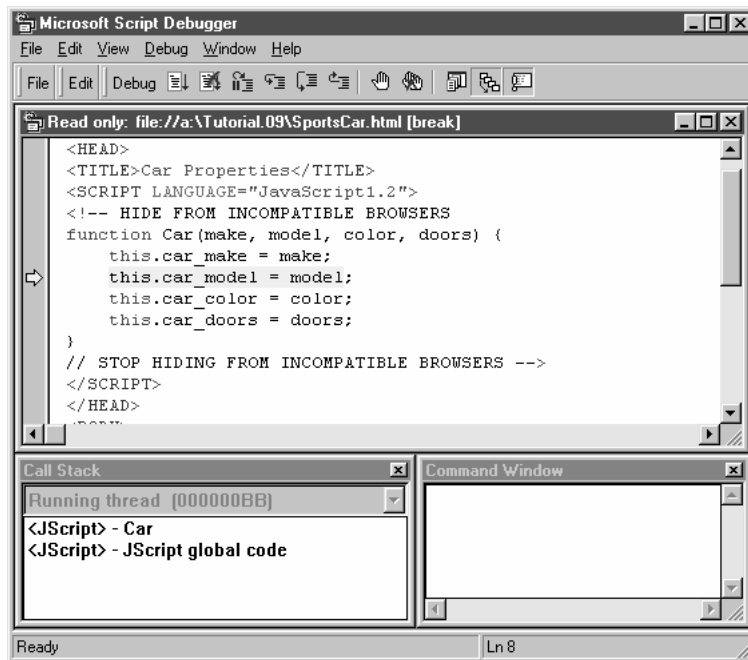 Microsoft Script Debugger
File Edit View Debug Window Help
File Edit Debug
Read only: file://a:\Tutorial.09\SportsCar.html [break]
<HEAD>
<TITLE>Car Properties</TITLE>
<SCRIPT LANGUAGE="JavaScript1.2">
<!-- HIDE FROM INCOMPATIBLE BROWSERS
function Car(make, model, color, doors) {
this.car_make = make;
this.car_model = model;
this.car_color = color;
this.car_doors = doors;
}
// STOP HIDING FROM INCOMPATIBLE BROWSERS -->
</SCRIPT>
</HEAD>
Call Stack
Running thread (000000BB)
<JScript> - Car
<JScript> - JScript global code
Command Window
Ready
Ln 8